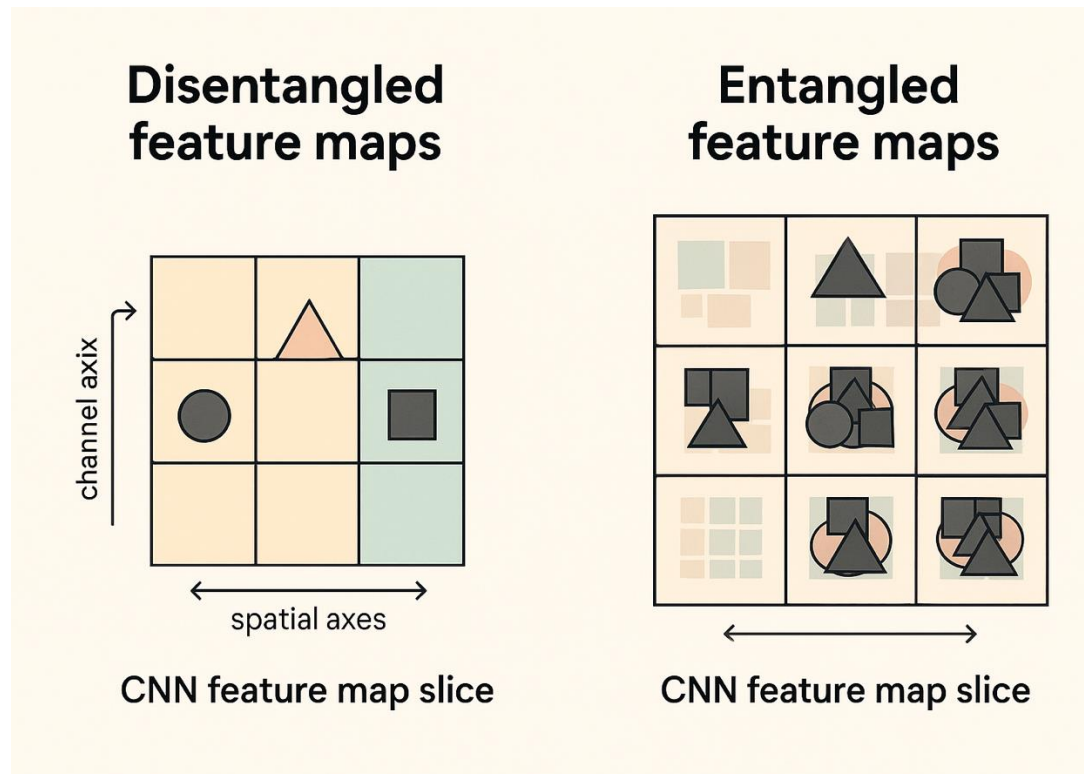 Disentangled
feature maps
channel axix
spatial axes
CNN feature map slice
Entangled
feature maps
CNN feature map slice